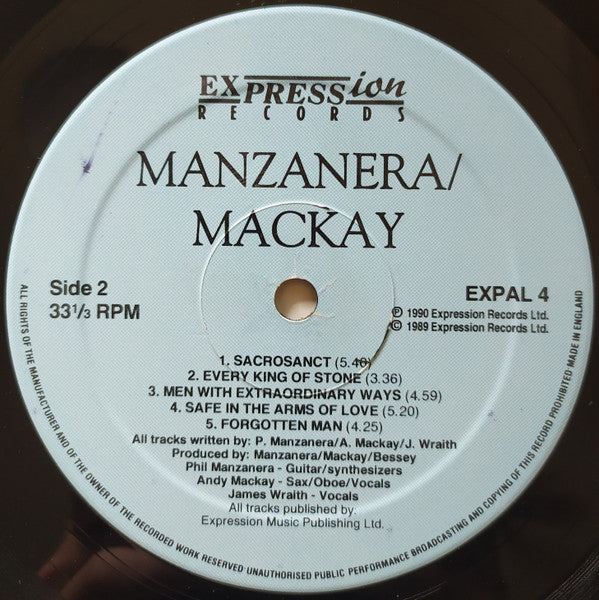 EXPRESSion
RECORDS
MANZANERA/
MACKAY
Side 2
33 1/3 RPM
EXPAL 4
℗ 1990 Expression Records Ltd.
© 1989 Expression Records Ltd.
1. SACROSANCT (5.40)
2. EVERY KING OF STONE (3.36)
3. MEN WITH EXTRAORDINARY WAYS (4.59)
4. SAFE IN THE ARMS OF LOVE (5.20)
5. FORGOTTEN MAN (4.25)
All tracks written by: P. Manzanera/A. Mackay/J. Wraith
Produced by: Manzanera/Mackay/Bessey
Phil Manzanera - Guitar/synthesizers
Andy Mackay - Sax/Oboe/Vocals
James Wraith - Vocals
All tracks published by:
Expression Music Publishing Ltd.
ALL RIGHTS OF THE MANUFACTURER AND OF THE OWNER OF THE RECORDED WORK RESERVED·UNAUTHORISED PUBLIC PERFORMANCE BROADCASTING AND COPYING OF THIS RECORD PROHIBITED MADE IN ENGLAND